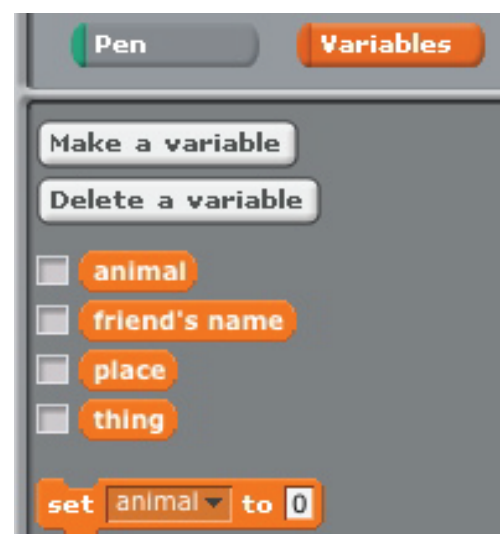 Pen Variables
Make a variable
Delete a variable
animal
friend's name
place
thing
set animal to 0